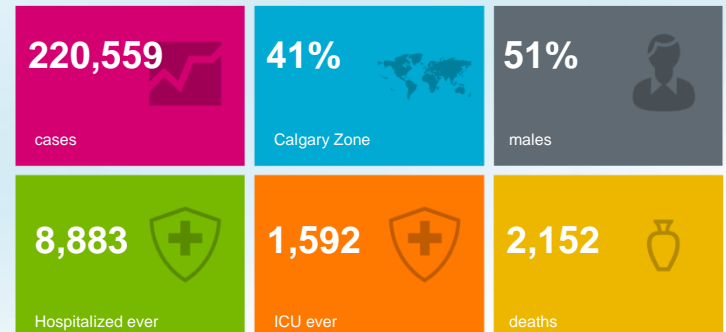 220,559
cases
41%
Calgary Zone
51%
males
8,883
Hospitalized ever
1,592
ICU ever
2,152
deaths